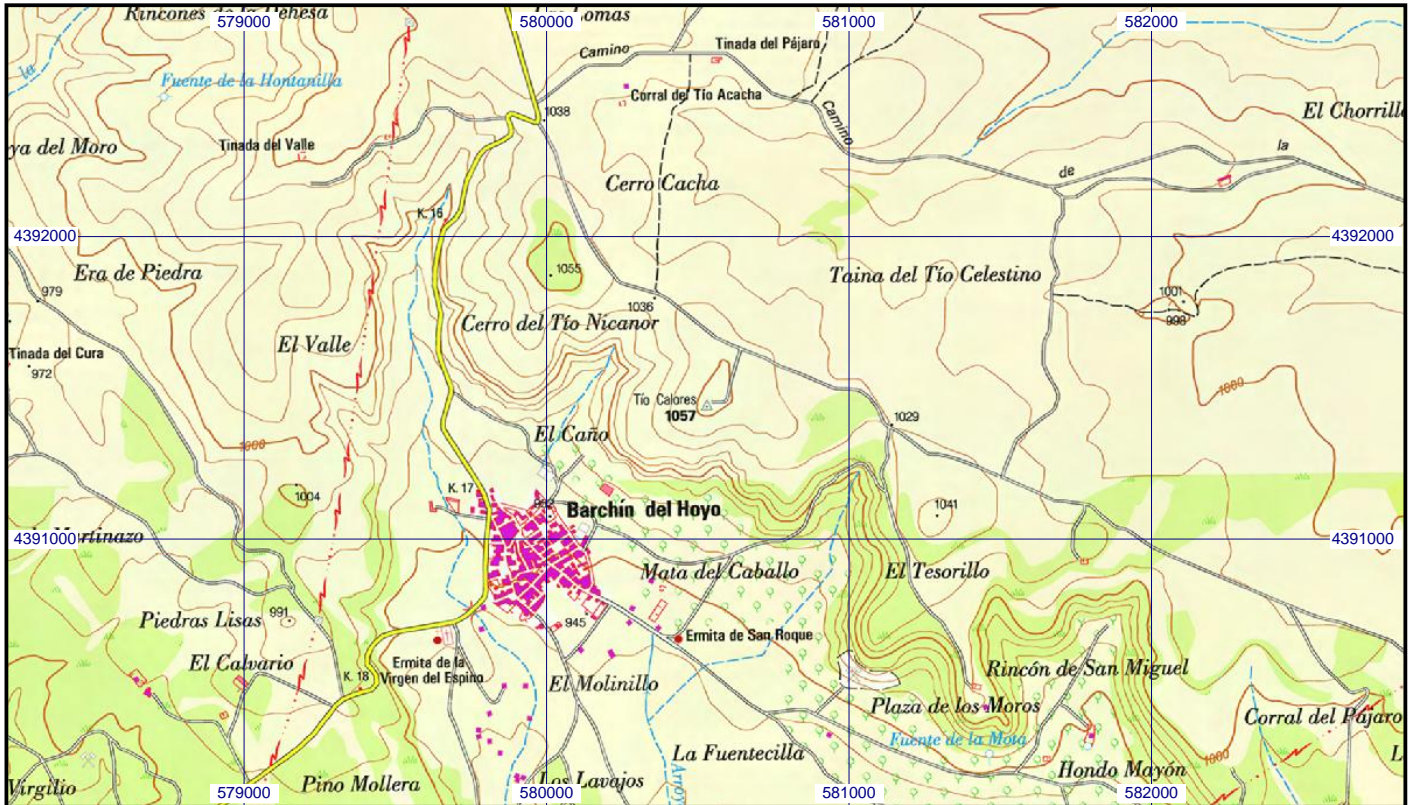 Rincones de la Dehesa
579000
580000
581000
582000
Lomas
Camino
Tinada del Pájaro
la
Fuente de la Hontanilla
Corral del Tío Acacha
1038
Camino
El Chorrillo
ya del Moro
Tinada del Valle
la
de
Cerro Cacha
K. 16
4392000
4392000
Era de Piedra
1055
Taina del Tío Celestino
979
1036
1001
998
Cerro del Tío Nicanor
El Valle
Tinada del Cura
972
Tío Calores
1057
1000
1029
El Caño
1000
K. 17
1004
Barchín del Hoyo
1041
4391000
rtinazo
4391000
Mata del Caballo
El Tesorillo
991
Piedras Lisas
945
Ermita de San Roque
El Calvario
Ermita de la
Virgen del Espino
K. 18
El Molinillo
Rincón de San Miguel
Plaza de los Moros
Corral del Pájaro
Fuente de la Mota
La Fuentecilla
1000
Hondo Mayón
Virgilio
Pino Mollera
Los Lavajos
Arroyo
L
579000
580000
581000
582000